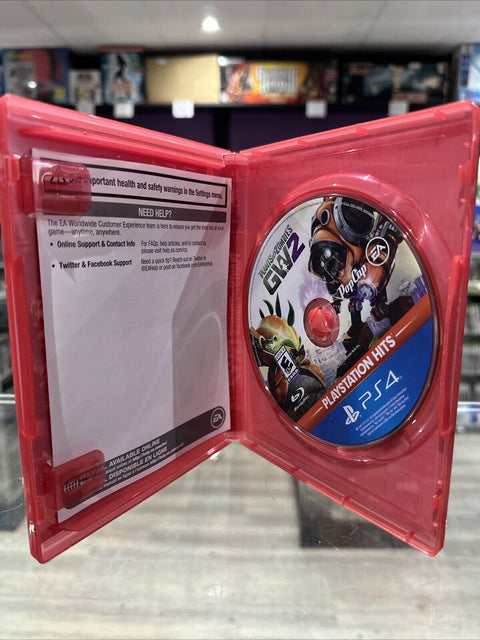 Important health and safety warnings in the Settings menu.
NEED HELP?
The EA Worldwide Customer Experience team is here to ensure you get the most out of your
game—anytime, anywhere.
• Online Support & Contact Info
For FAQs, help articles, and to contact us,
please visit help.ea.com/ca.
• Twitter & Facebook Support
Need a quick tip? Reach out on Twitter to
@EAHelp or post on facebook.com/EAHelp
EA
MANUAL AVAILABLE ONLINE
DISPONIBLE EN LIGNE
PLANTS ZOMBIES
GW2
PopCap
EA
PLAYSTATION HITS
PS4